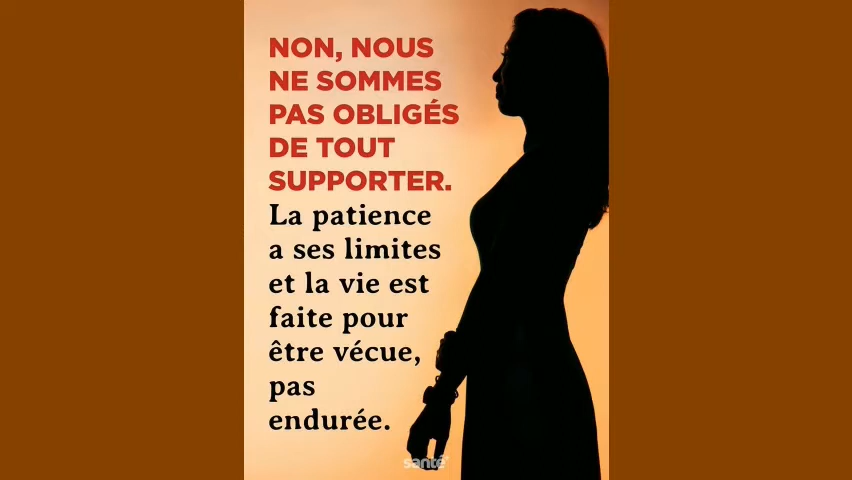 NON, NOUS
NE SOMMES
PAS OBLIGÉS
DE TOUT
SUPPORTER.
La patience
a ses limites
et la vie est
faite pour
être vécue,
pas
endurée.
santé